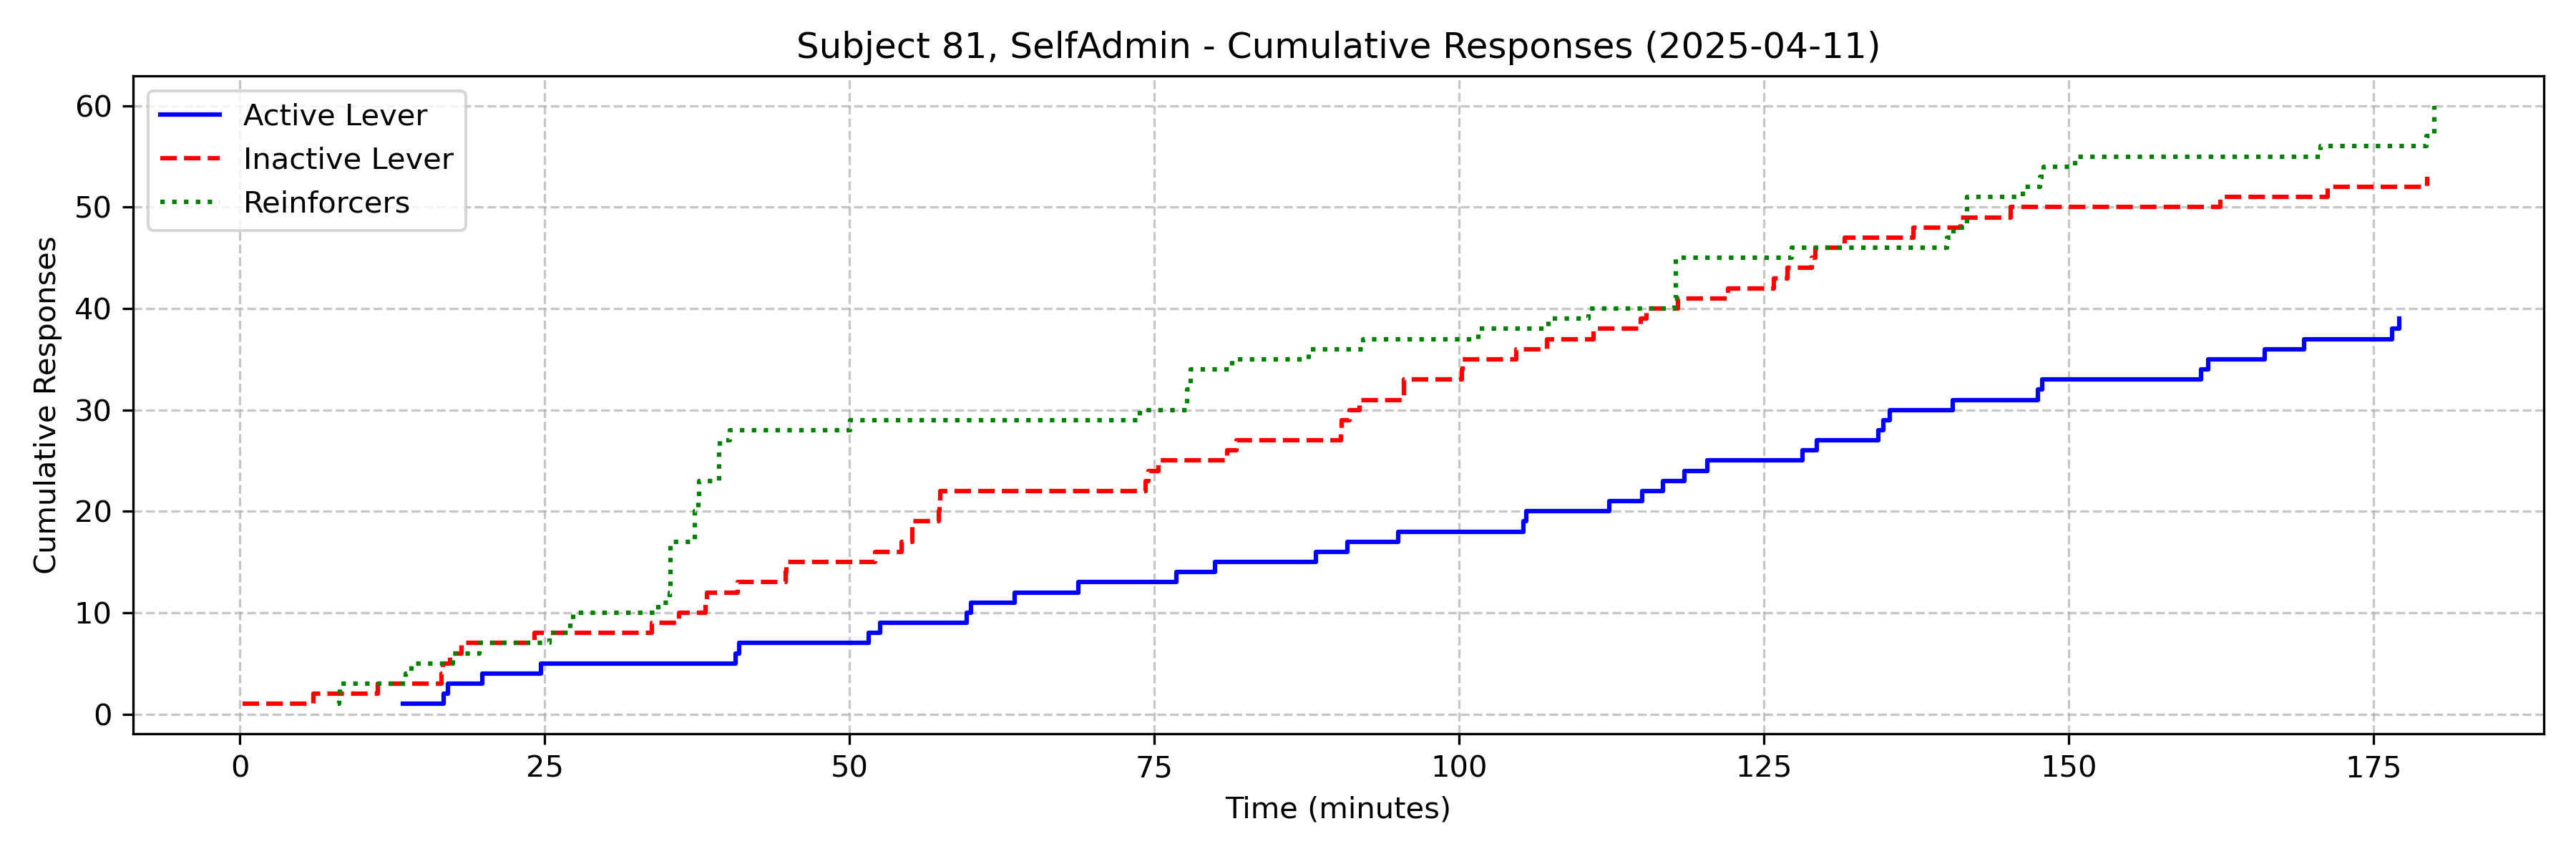 Subject 81, SelfAdmin - Cumulative Responses (2025-04-11)
Active Lever
Inactive Lever
Reinforcers
Cumulative Responses
60
50
40
30
20
10
0
0 25 50 75 100 125 150 175
Time (minutes)